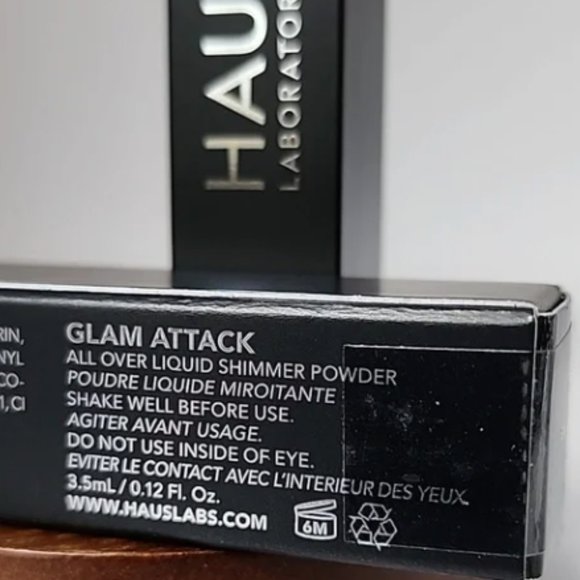 HAU
LABORATOR
RIN,
NYL
CO-
1, CI
GLAM ATTACK
ALL OVER LIQUID SHIMMER POWDER
POUDRE LIQUIDE MIROITANTE
SHAKE WELL BEFORE USE.
AGITER AVANT USAGE.
DO NOT USE INSIDE OF EYE.
EVITER LE CONTACT AVEC L'INTERIEUR DES YEUX.
3.5mL / 0.12 Fl. Oz.
WWW.HAUSLABS.COM
6M